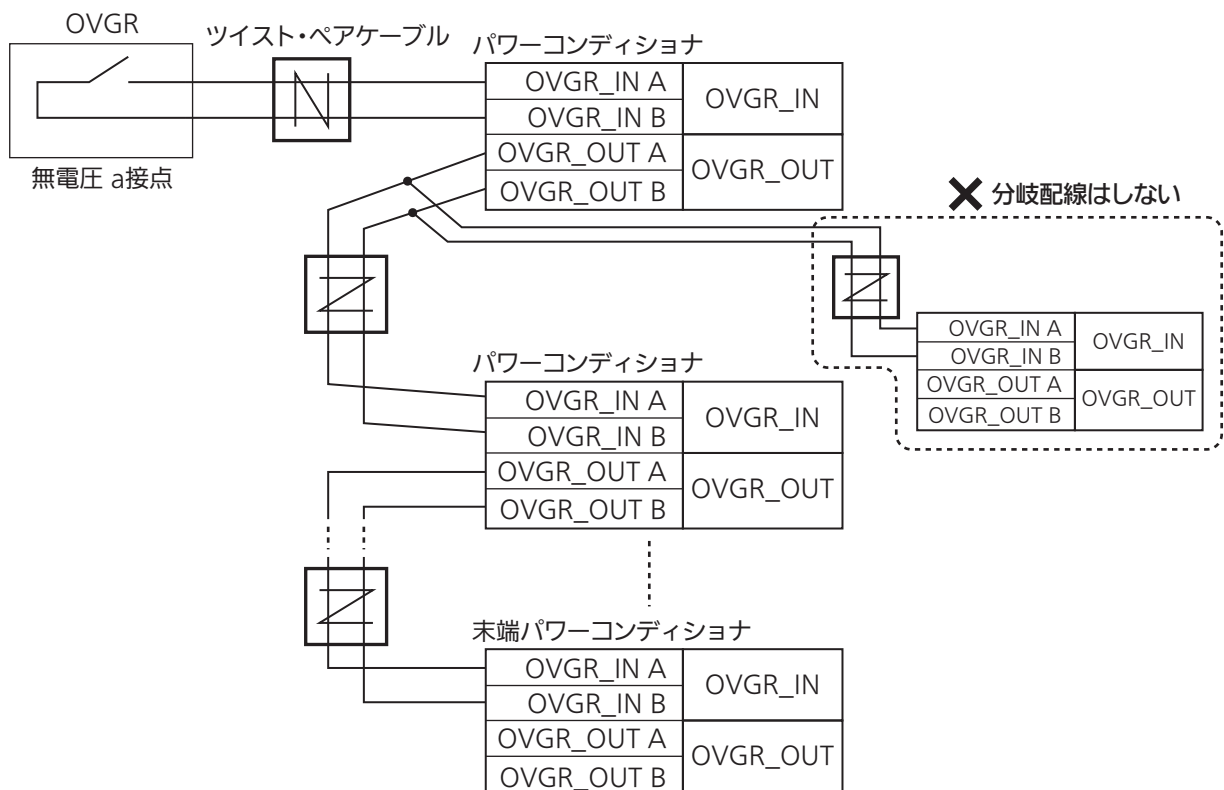 OVGR
ツイスト・ペアケーブル
無電圧 a接点
パワーコンディショナ
OVGR_IN A
OVGR_IN B
OVGR_IN
OVGR_OUT A
OVGR_OUT B
OVGR_OUT
✕ 分岐配線はしない
OVGR_IN A
OVGR_IN B
OVGR_IN
OVGR_OUT A
OVGR_OUT B
OVGR_OUT
パワーコンディショナ
OVGR_IN A
OVGR_IN B
OVGR_IN
OVGR_OUT A
OVGR_OUT B
OVGR_OUT
末端パワーコンディショナ
OVGR_IN A
OVGR_IN B
OVGR_IN
OVGR_OUT A
OVGR_OUT B
OVGR_OUT